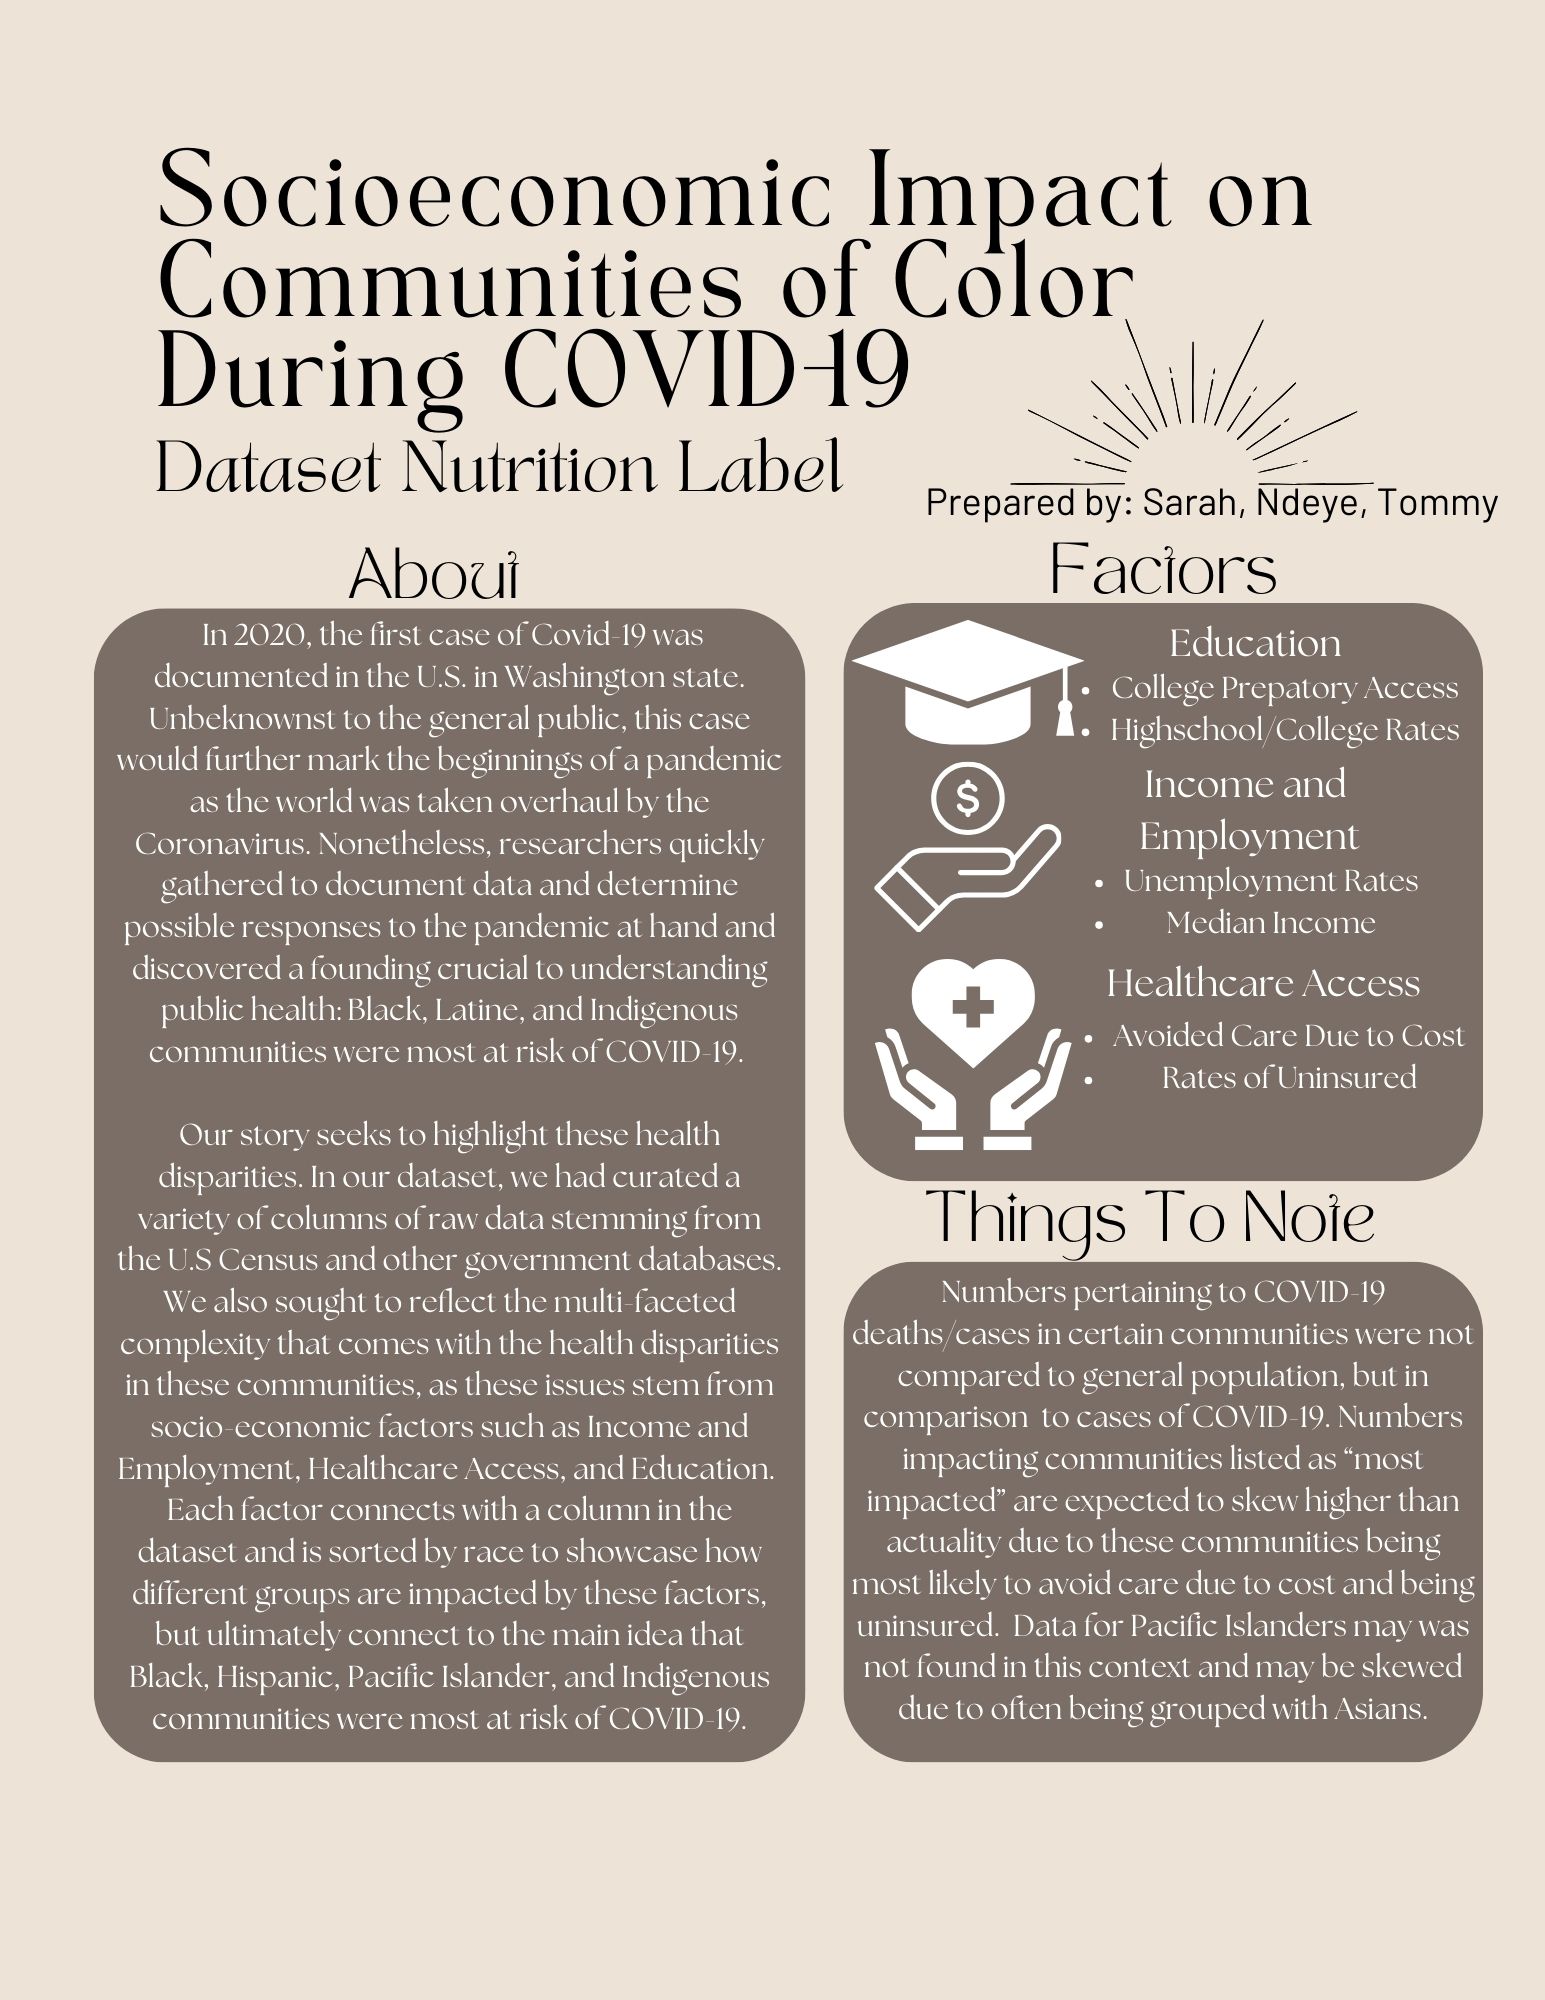 Socioeconomic Impact on
Communities of Color
During COVID-19
Dataset Nutrition Label
Prepared by: Sarah, Ndeye, Tommy
About
In 2020, the first case of Covid-19 was
documented in the U.S. in Washington state.
Unbeknownst to the general public, this case
would further mark the beginnings of a pandemic
as the world was taken overhaul by the
Coronavirus. Nonetheless, researchers quickly
gathered to document data and determine
possible responses to the pandemic at hand and
discovered a founding crucial to understanding
public health: Black, Latine, and Indigenous
communities were most at risk of COVID-19.
Our story seeks to highlight these health
disparities. In our dataset, we had curated a
variety of columns of raw data stemming from
the U.S Census and other government databases.
We also sought to reflect the multi-faceted
complexity that comes with the health disparities
in these communities, as these issues stem from
socio-economic factors such as Income and
Employment, Healthcare Access, and Education.
Each factor connects with a column in the
dataset and is sorted by race to showcase how
different groups are impacted by these factors,
but ultimately connect to the main idea that
Black, Hispanic, Pacific Islander, and Indigenous
communities were most at risk of COVID-19.
Factors
Education
• College Prepatory Access
• Highschool/College Rates
$
Income and
Employment
• Unemployment Rates
• Median Income
Healthcare Access
• Avoided Care Due to Cost
• Rates of Uninsured
Things To Note
Numbers pertaining to COVID-19
deaths/cases in certain communities were not
compared to general population, but in
comparison  to cases of COVID-19. Numbers
impacting communities listed as “most
impacted” are expected to skew higher than
actuality due to these communities being
most likely to avoid care due to cost and being
uninsured.  Data for Pacific Islanders may was
not found in this context and may be skewed
due to often being grouped with Asians.